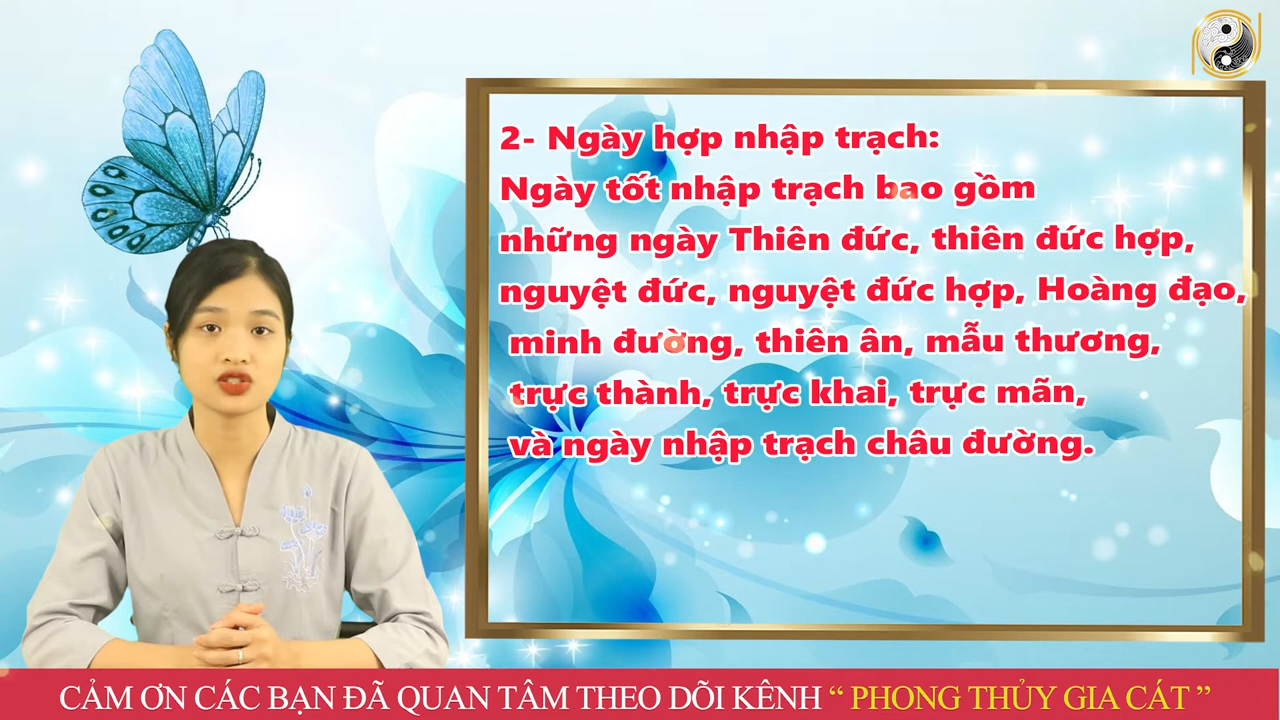 2- Ngày hợp nhập trạch:
Ngày tốt nhập trạch bao gồm
những ngày Thiên đức, thiên đức hợp,
nguyệt đức, nguyệt đức hợp, Hoàng đạo,
minh đường, thiên ân, mẫu thương,
trực thành, trực khai, trực mãn,
và ngày nhập trạch châu đường.
CẢM ƠN CÁC BẠN ĐÃ QUAN TÂM THEO DÕI KÊNH “ PHONG THỦY GIA CÁT ”